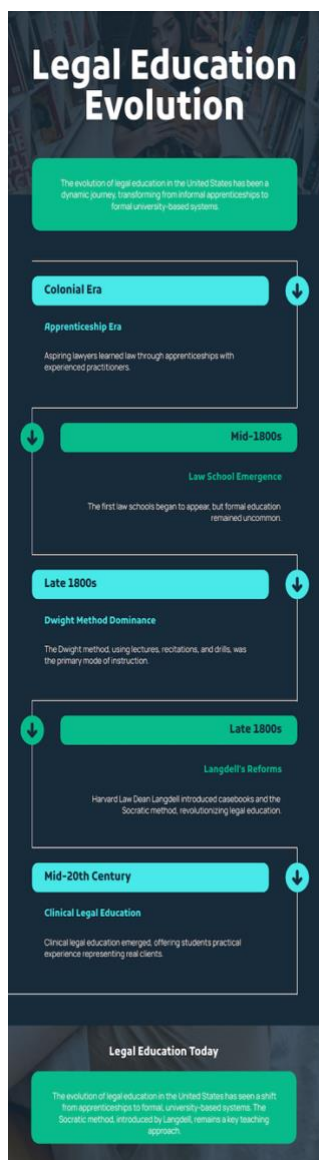 Legal Education
Evolution
The evolution of legal education in the United States has been a
dynamic journey, transforming from informal apprenticeships to
formal university-based systems.
Colonial Era
Apprenticeship Era
Aspiring lawyers learned law through apprenticeships with
experienced practitioners.
Mid-1800s
Law School Emergence
The first law schools began to appear, but formal education
remained uncommon.
Late 1800s
Dwight Method Dominance
The Dwight method, using lectures, recitations, and drills, was
the primary mode of instruction.
Late 1800s
Langdell's Reforms
Harvard Law Dean Langdell introduced casebooks and the
Socratic method, revolutionizing legal education.
Mid-20th Century
Clinical Legal Education
Clinical legal education emerged, offering students practical
experience representing real clients.
Legal Education Today
The evolution of legal education in the United States has seen a shift
from apprenticeships to formal, university-based systems. The
Socratic method, introduced by Langdell, remains a key teaching
approach.